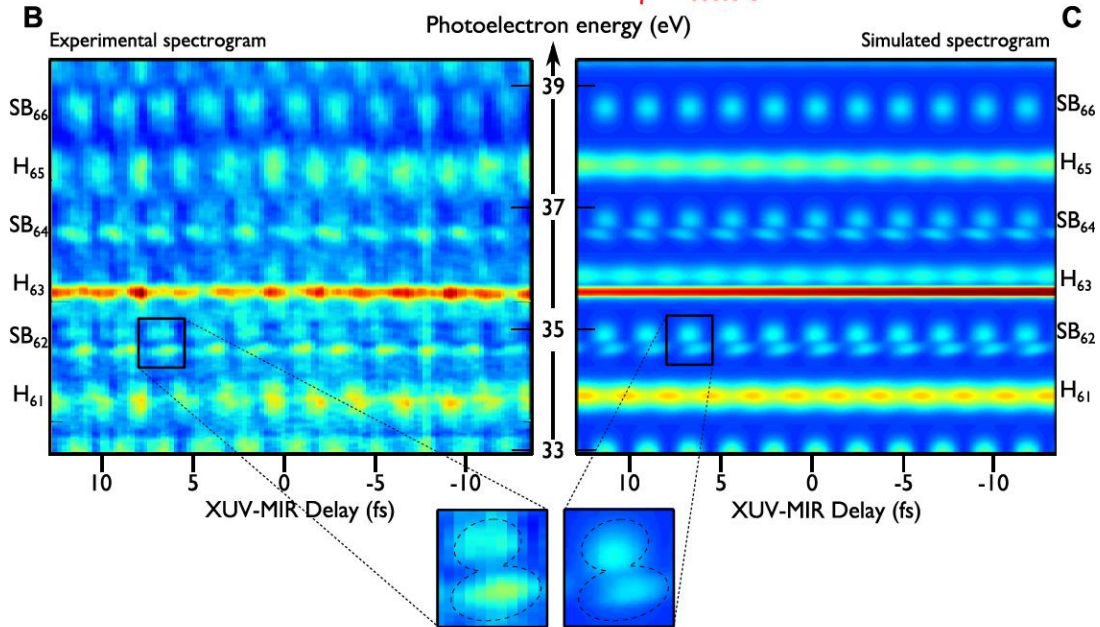 B
C
Photoelectron energy (eV)
Experimental spectrogram
Simulated spectrogram
SB66
H65
SB64
H63
SB62
H61
39
37
35
33
SB66
H65
SB64
H63
SB62
H61
10 5 0 -5 -10
10 5 0 -5 -10
XUV-MIR Delay (fs)
XUV-MIR Delay (fs)